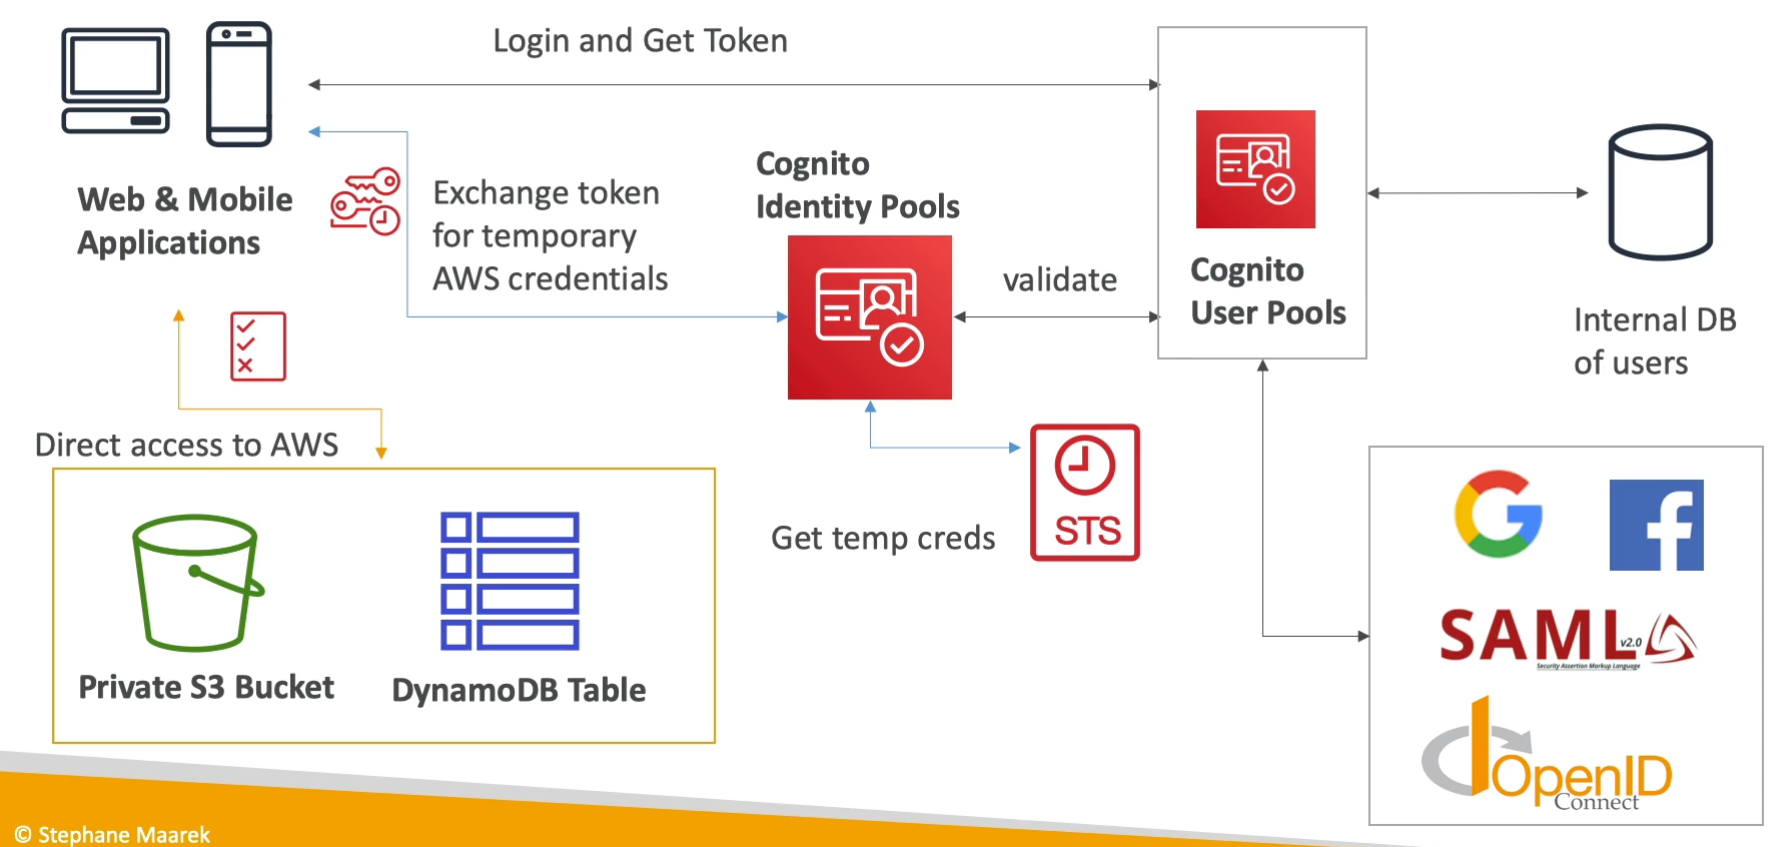 Login and Get Token
Web & Mobile
Applications
Exchange token
for temporary
AWS credentials
Cognito
Identity Pools
validate
Cognito
User Pools
Internal DB
of users
Direct access to AWS
Get temp creds
STS
Private S3 Bucket
DynamoDB Table
SAML
v2.0
Security Assertion Markup Language
OpenID
Connect
© Stephane Maarek